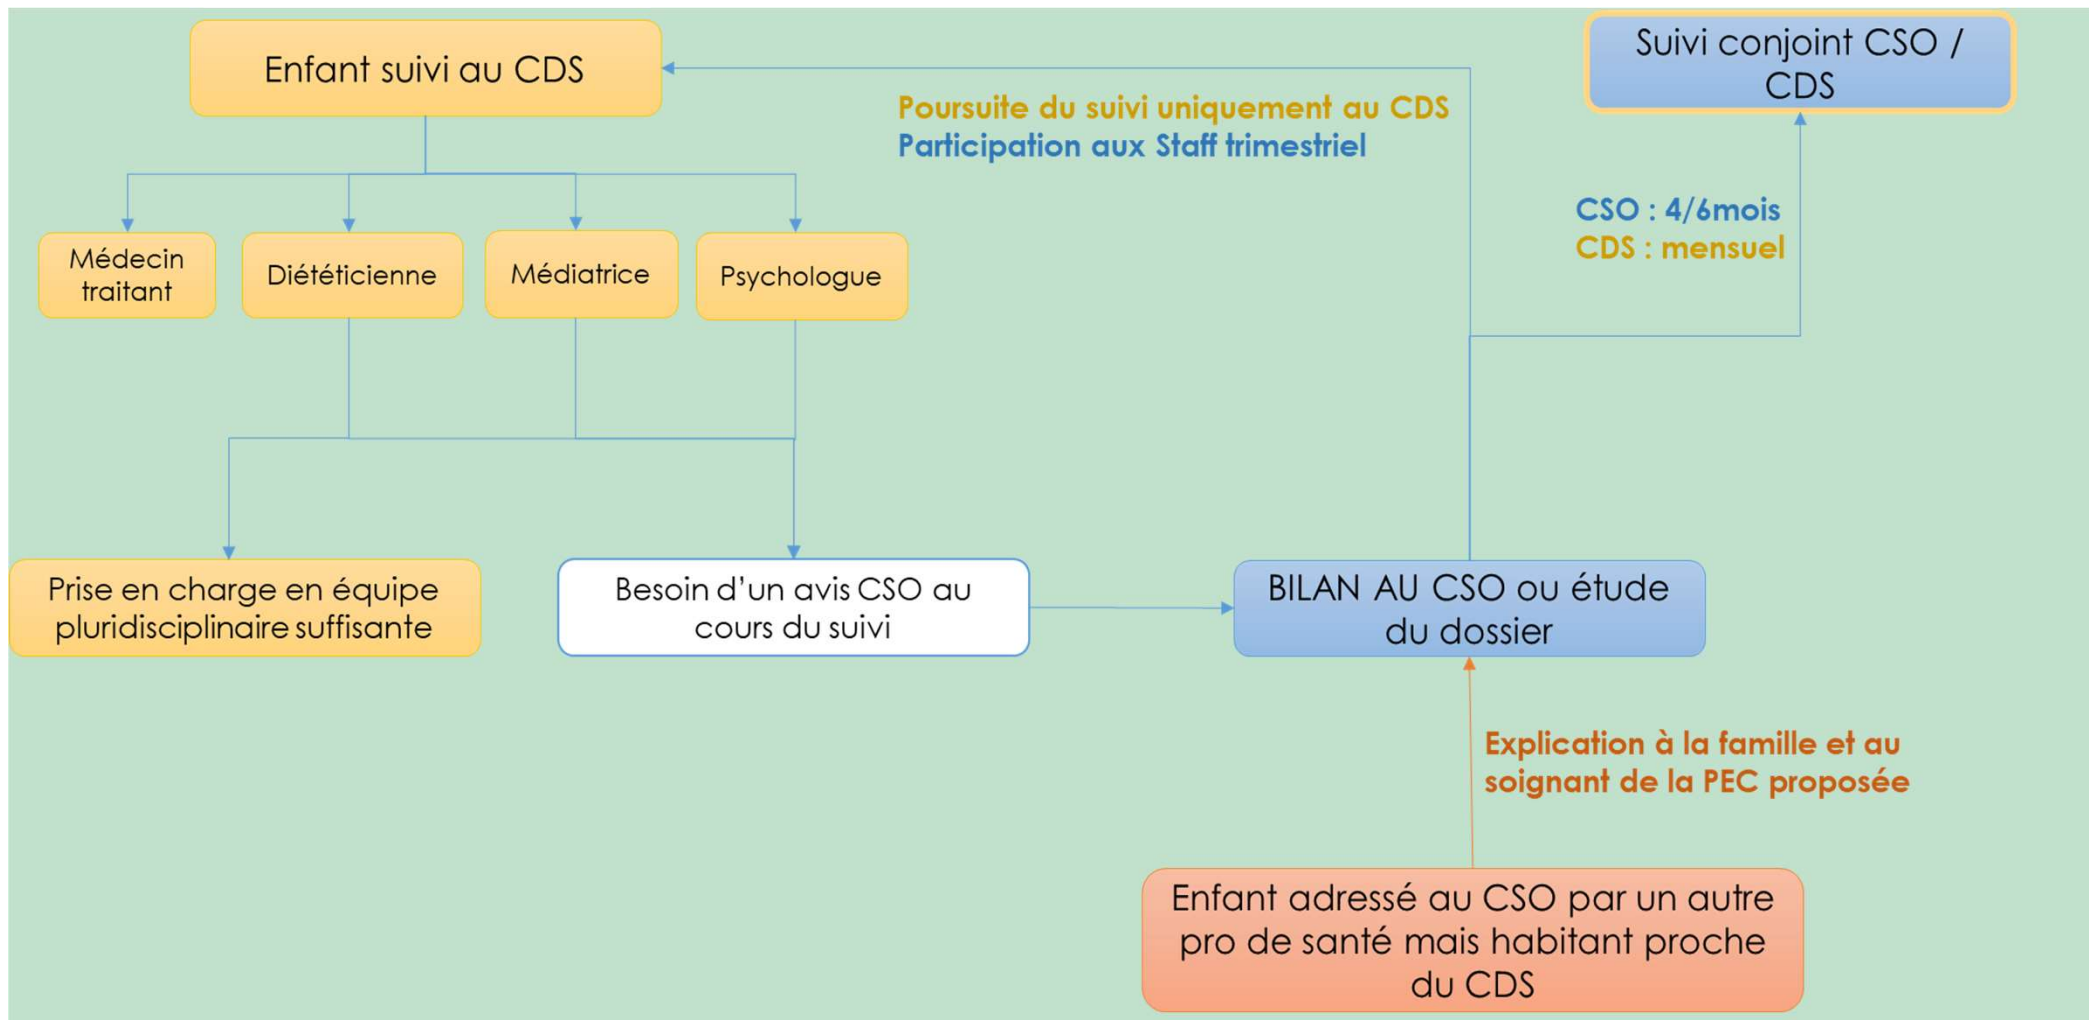 Enfant suivi au CDS
Suivi conjoint CSO /
CDS
Poursuite du suivi uniquement au CDS
Participation aux Staff trimestriel
CSO : 4/6mois
CDS : mensuel
Médecin
traitant
Diététicienne
Médiatrice
Psychologue
Prise en charge en équipe
pluridisciplinaire suffisante
Besoin d'un avis CSO au
cours du suivi
BILAN AU CSO ou étude
du dossier
Explication à la famille et au
soignant de la PEC proposée
Enfant adressé au CSO par un autre
pro de santé mais habitant proche
du CDS